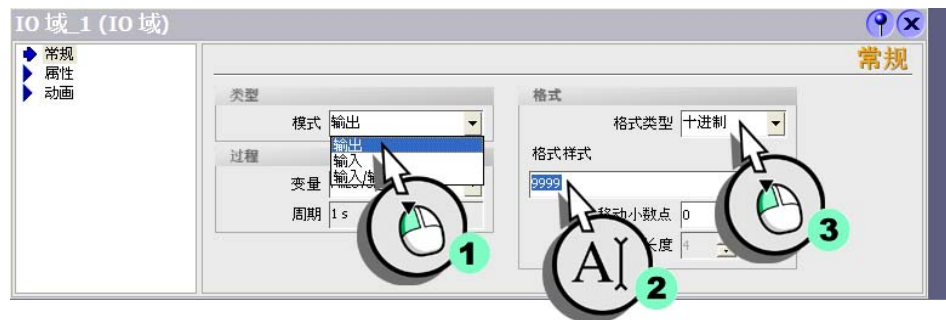 IO 域_1 (IO 域)
常规
属性
动画
常规
类型
模式 输出
输出
输入
输入/输
过程
变量
周期 1 s
格式
格式类型 十进制
格式样式
9999
移动小数点 0
长度 4
1
2
3
A